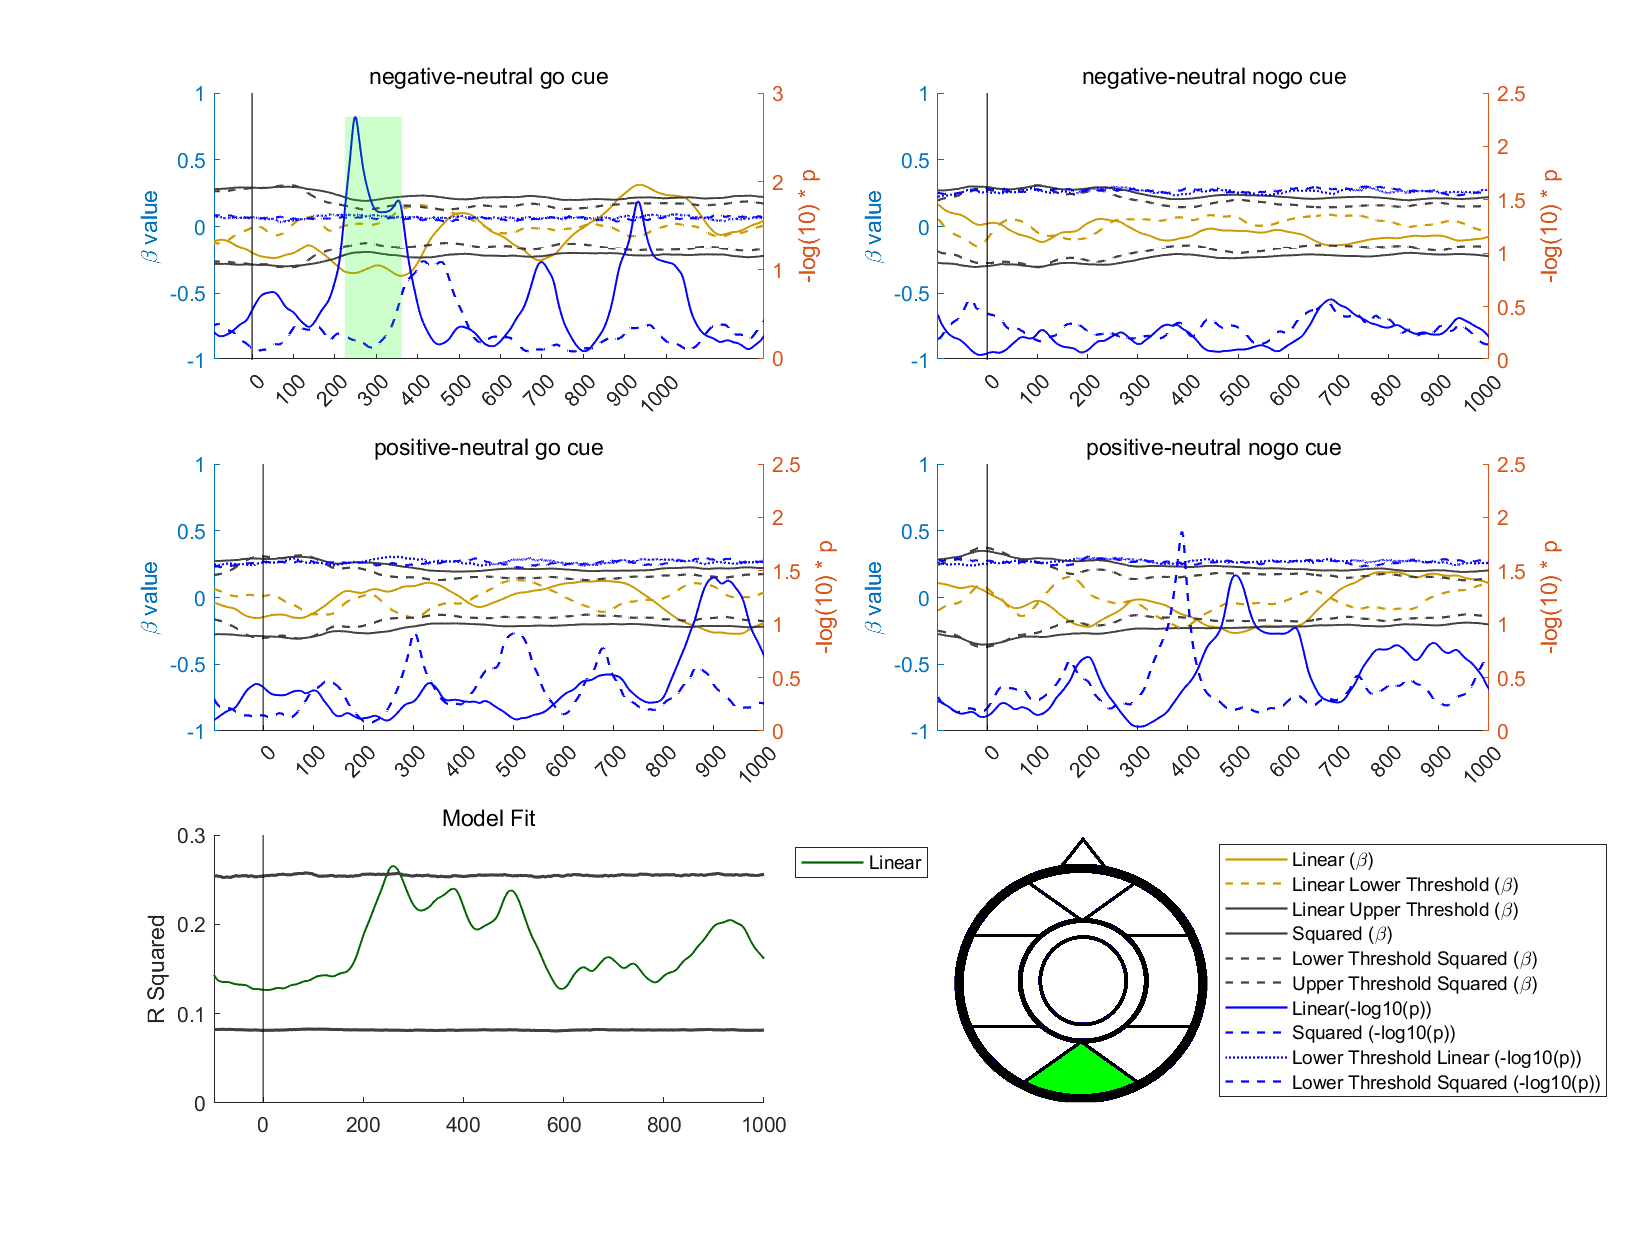 negative-neutral go cue
negative-neutral nogo cue
1
0.5
0
-0.5
-1
β value
3
2
1
0
-log(10) * p
0 100 200 300 400 500 600 700 800 900 1000
1
0.5
0
-0.5
-1
β value
2.5
2
1.5
1
0.5
0
-log(10) * p
0 100 200 300 400 500 600 700 800 900 1000
positive-neutral go cue
positive-neutral nogo cue
1
0.5
0
-0.5
-1
β value
2.5
2
1.5
1
0.5
0
-log(10) * p
0 100 200 300 400 500 600 700 800 900 1000
1
0.5
0
-0.5
-1
β value
2.5
2
1.5
1
0.5
0
-log(10) * p
0 100 200 300 400 500 600 700 800 900 1000
Model Fit
0.3
0.2
0.1
0
R Squared
0 200 400 600 800 1000
Linear
Linear (β)
Linear Lower Threshold (β)
Linear Upper Threshold (β)
Squared (β)
Lower Threshold Squared (β)
Upper Threshold Squared (β)
Linear(-log10(p))
Squared (-log10(p))
Lower Threshold Linear (-log10(p))
Lower Threshold Squared (-log10(p))